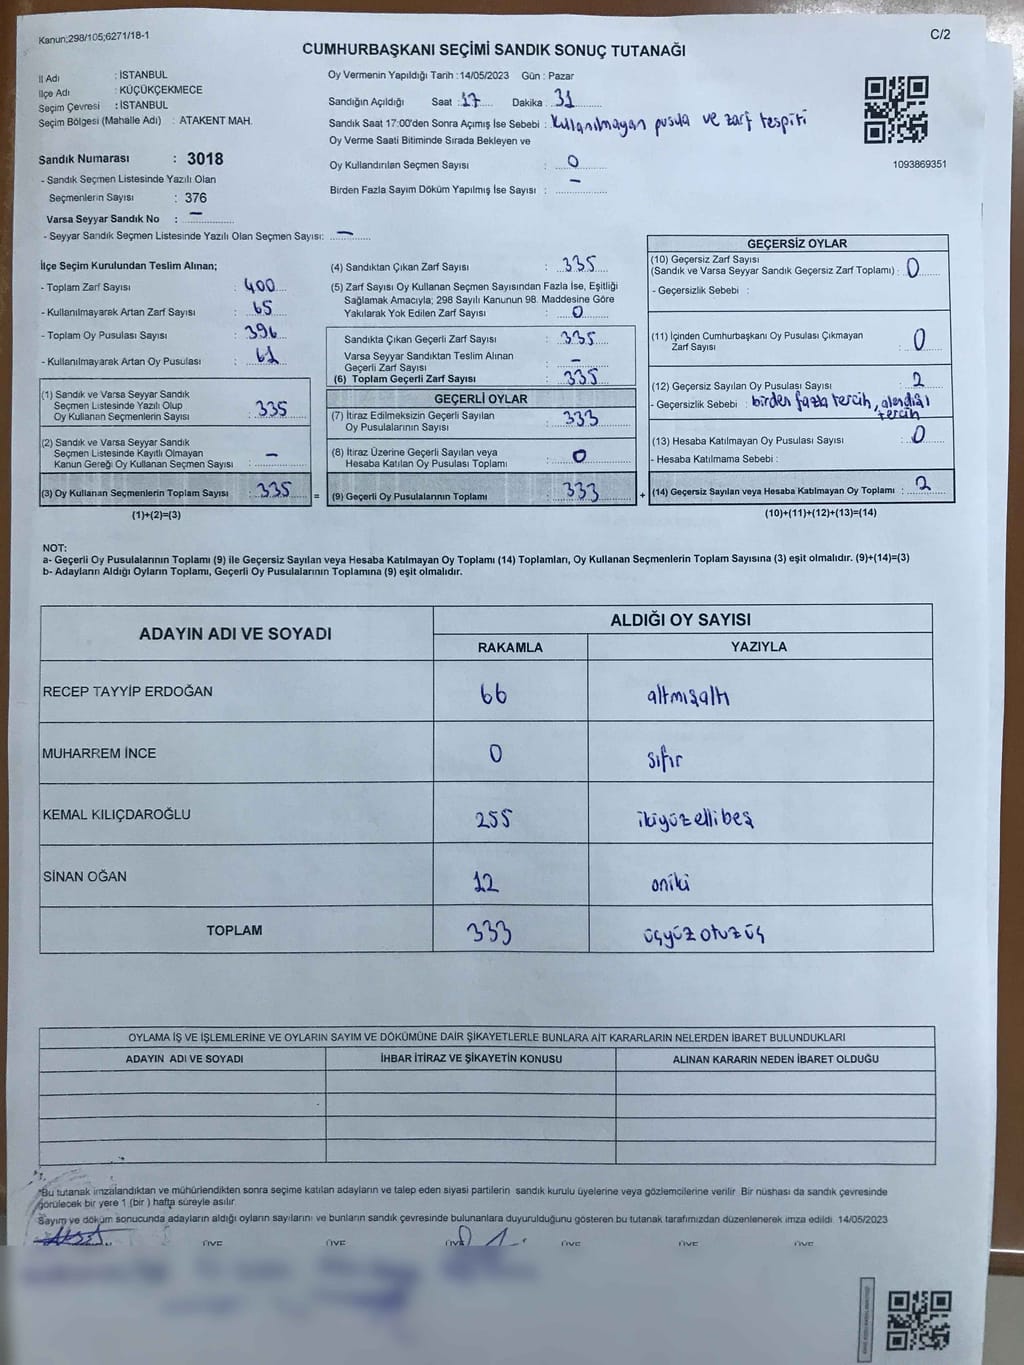 Kanun;298/105;6271/18-1
C/2
CUMHURBAŞKANI SEÇİMİ SANDIK SONUÇ TUTANAĞI
İl Adı : İSTANBUL
İlçe Adı : KÜÇÜKÇEKMECE
Seçim Çevresi : İSTANBUL
Seçim Bölgesi (Mahalle Adı) : ATAKENT MAH.
Oy Vermenin Yapıldığı Tarih :14/05/2023 Gün : Pazar
Sandığın Açıldığı Saat :17 Dakika : 31
Sandık Saat 17:00'den Sonra Açımış İse Sebebi : Kullanılmayan pusula ve zarf tespiti
Oy Verme Saati Bitiminde Sırada Bekleyen ve
Oy Kullandırılan Seçmen Sayısı : 0
Birden Fazla Sayım Döküm Yapılmış İse Sayısı : -
1093869351
Sandık Numarası : 3018
- Sandık Seçmen Listesinde Yazılı Olan
Seçmenlerin Sayısı : 376
Varsa Seyyar Sandık No : -
- Seyyar Sandık Seçmen Listesinde Yazılı Olan Seçmen Sayısı: -
İlçe Seçim Kurulundan Teslim Alınan;
- Toplam Zarf Sayısı : 400
- Kullanılmayarak Artan Zarf Sayısı : 65
- Toplam Oy Pusulası Sayısı : 396
- Kullanılmayarak Artan Oy Pusulası : 61
(1) Sandık ve Varsa Seyyar Sandık
Seçmen Listesinde Yazılı Olup
Oy Kullanan Seçmenlerin Sayısı : 335
(2) Sandık ve Varsa Seyyar Sandık
Seçmen Listesinde Kayıtlı Olmayan
Kanun Gereği Oy Kullanan Seçmen Sayısı : -
(3) Oy Kullanan Seçmenlerin Toplam Sayısı : 335 =
(1)+(2)=(3)
(4) Sandıktan Çıkan Zarf Sayısı : 335
(5) Zarf Sayısı Oy Kullanan Seçmen Sayısından Fazla İse, Eşitliği
Sağlamak Amacıyla; 298 Sayılı Kanunun 98. Maddesine Göre
Yakılarak Yok Edilen Zarf Sayısı : 0
Sandıkta Çıkan Geçerli Zarf Sayısı : 335
Varsa Seyyar Sandıktan Teslim Alınan
Geçerli Zarf Sayısı : -
(6) Toplam Geçerli Zarf Sayısı : 335
GEÇERLİ OYLAR
(7) İtiraz Edilmeksizin Geçerli Sayılan
Oy Pusulalarının Sayısı : 333
(8) İtiraz Üzerine Geçerli Sayılan veya
Hesaba Katılan Oy Pusulası Toplamı : 0
(9) Geçerli Oy Pusulalarının Toplamı : 333 +
GEÇERSİZ OYLAR
(10) Geçersiz Zarf Sayısı
(Sandık ve Varsa Seyyar Sandık Geçersiz Zarf Toplamı) : 0
- Geçersizlik Sebebi :
(11) İçinden Cumhurbaşkanı Oy Pusulası Çıkmayan
Zarf Sayısı : 0
(12) Geçersiz Sayılan Oy Pusulası Sayısı : 2
- Geçersizlik Sebebi : birden fazla tercih,
tercih
(13) Hesaba Katılmayan Oy Pusulası Sayısı : 0
- Hesaba Katılmama Sebebi :
(14) Geçersiz Sayılan veya Hesaba Katılmayan Oy Toplamı : 2
(10)+(11)+(12)+(13)=(14)
NOT:
a- Geçerli Oy Pusulalarının Toplamı (9) ile Geçersiz Sayılan veya Hesaba Katılmayan Oy Toplamı (14) Toplamları, Oy Kullanan Seçmenlerin Toplam Sayısına (3) eşit olmalıdır. (9)+(14)=(3)
b- Adayların Aldığı Oyların Toplamı, Geçerli Oy Pusulalarının Toplamına (9) eşit olmalıdır.
ADAYIN ADI VE SOYADI
ALDIĞI OY SAYISI
RAKAMLA YAZIYLA
RECEP TAYYİP ERDOĞAN 66 altmışaltı
MUHARREM İNCE 0 sıfır
KEMAL KILIÇDAROĞLU 255 ikiyüzellibeş
SİNAN OĞAN 12 oniki
TOPLAM 333 üçyüzotuzüç
OYLAMA İŞ VE İŞLEMLERİNE VE OYLARIN SAYIM VE DÖKÜMÜNE DAİR ŞİKAYETLERLE BUNLARA AİT KARARLARIN NELERDEN İBARET BULUNDUKLARI
ADAYIN ADI VE SOYADI İHBAR İTİRAZ VE ŞİKAYETİN KONUSU ALINAN KARARIN NEDEN İBARET OLDUĞU
*Bu tutanak imzalandıktan ve mühürlendikten sonra seçime katılan adayların ve talep eden siyasi partilerin sandık kurulu üyelerine veya gözlemcilerine verilir. Bir nüshası da sandık çevresinde
görülecek bir yere 1 (bir ) hafta süreyle asılır.
Sayım ve döküm sonucunda adayların aldığı oyların sayılarını ve bunların sandık çevresinde bulunanlara duyurulduğunu gösteren bu tutanak tarafımızdan düzenlenerek imza edildi. 14/05/2023
ÜYE ÜYE ÜYE ÜYE ÜYE ÜYE